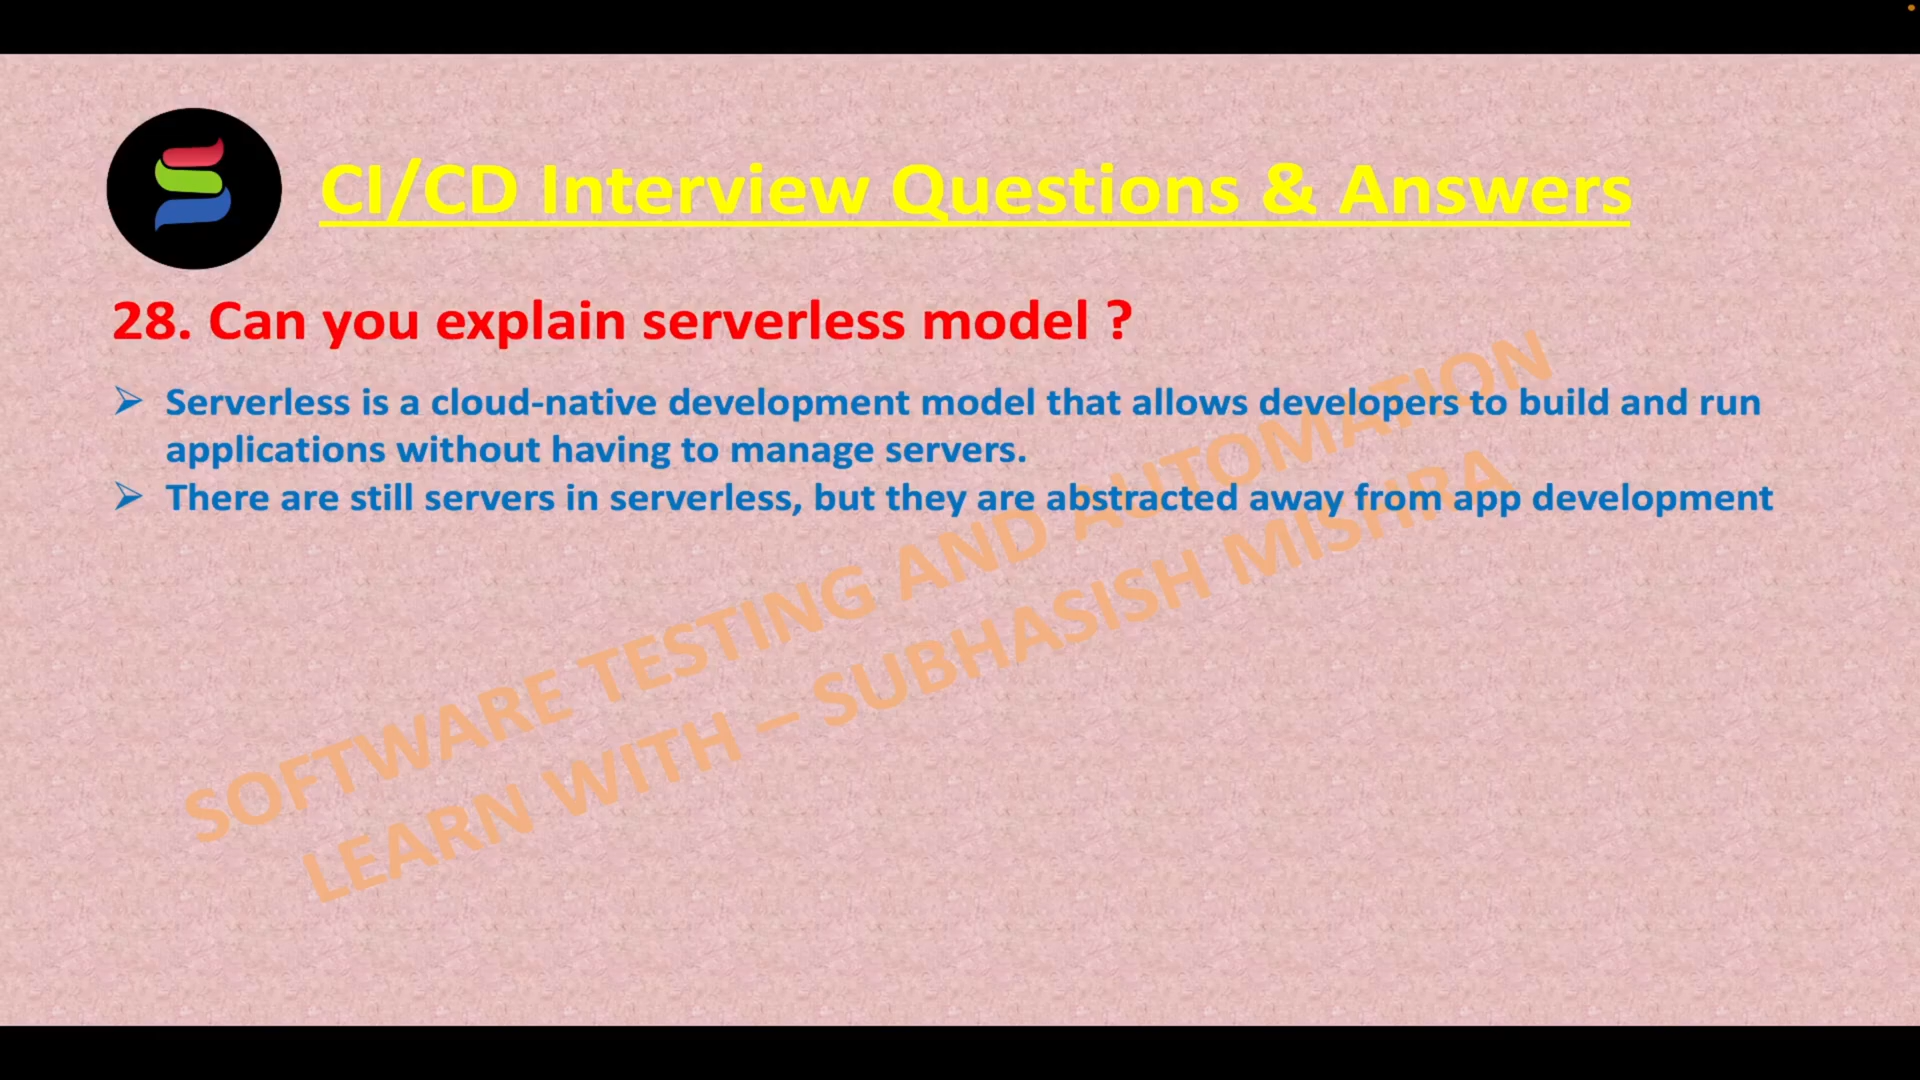 CI/CD Interview Questions & Answers
28. Can you explain serverless model ?
Serverless is a cloud-native development model that allows developers to build and run
applications without having to manage servers.
There are still servers in serverless, but they are abstracted away from app development
SOFTWARE TESTING AND AUTOMATION
LEARN WITH – SUBHASISH MISHRA